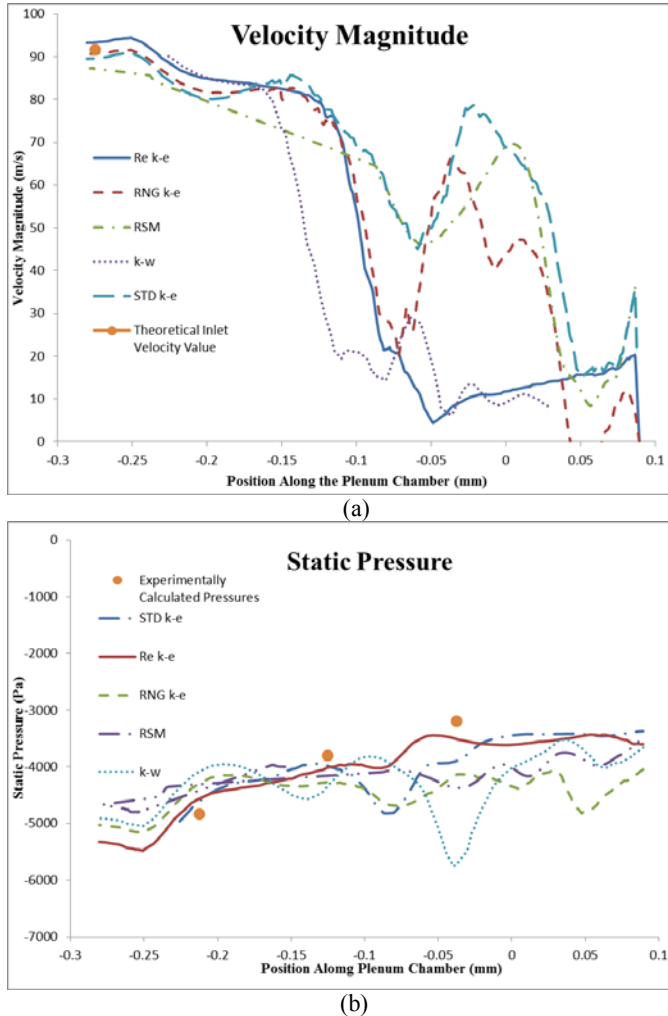 Velocity Magnitude
100
90
80
70
60
50
40
30
20
10
0
Velocity Magnitude (m/s)
Re k-e
RNG k-e
RSM
k-w
STD k-e
Theoretical Inlet
Velocity Value
-0.3
-0.25
-0.2
-0.15
-0.1
-0.05
0
0.05
0.1
Position Along the Plenum Chamber (mm)
(a)
Static Pressure
0
-1000
-2000
-3000
-4000
-5000
-6000
-7000
Static Pressure (Pa)
Experimentally
Calculated Pressures
STD k-e
Re k-e
RNG k-e
RSM
k-w
-0.3
-0.25
-0.2
-0.15
-0.1
-0.05
0
0.05
0.1
Position Alomg Plenum Chamber (mm)
(b)